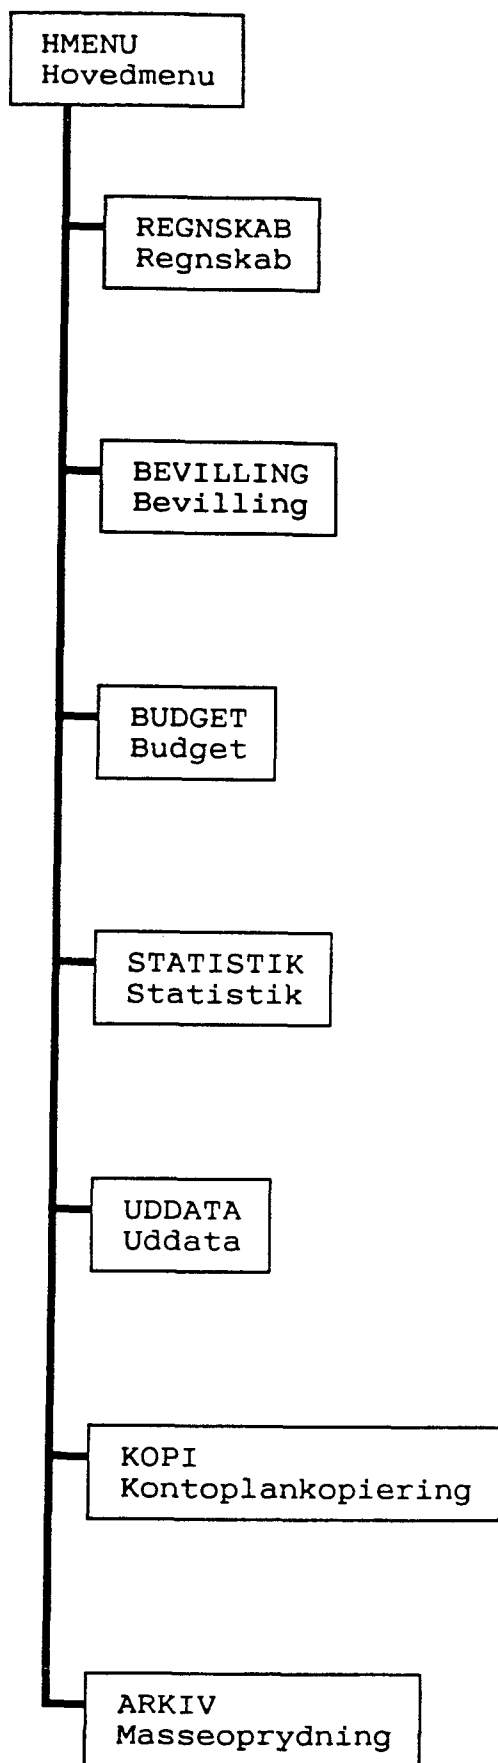 HMENU
Hovedmenu
REGNSKAB
Regnskab
BEVILLING
Bevilling
BUDGET
Budget
STATISTIK
Statistik
UDDATA
Uddata
KOPI
Kontoplankopiering
ARKIV
Masseoprydning